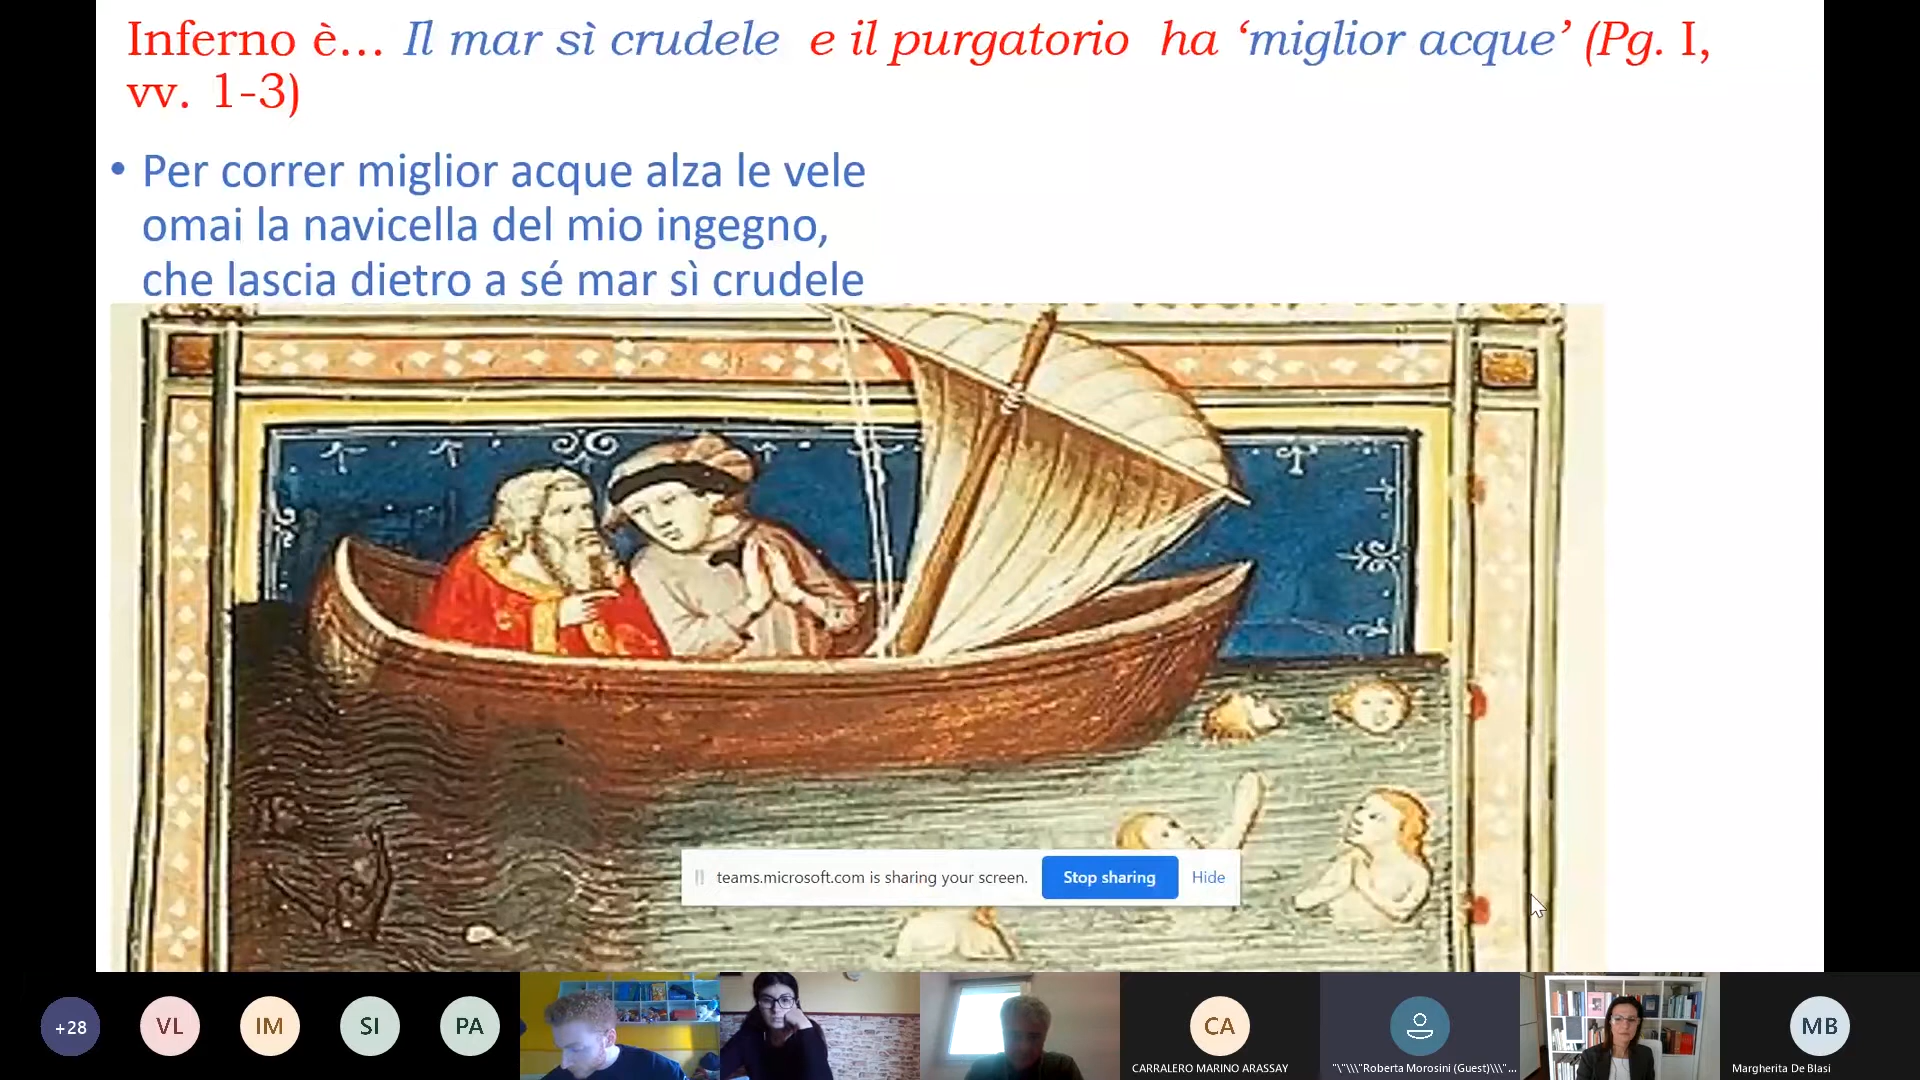 Inferno è... Il mar sì crudele e il purgatorio ha ‘miglior acque’ (Pg. I,
vv. 1-3)
• Per correr miglior acque alza le vele
omai la navicella del mio ingegno,
che lascia dietro a sé mar sì crudele
teams.microsoft.com is sharing your screen.
Stop sharing
Hide
+28
VL
IM
SI
PA
CA
CARRALERO MARINO ARASSAY
"\"\\\"Roberta Morosini (Guest)\\\" ...
MB
Margherita De Blasi